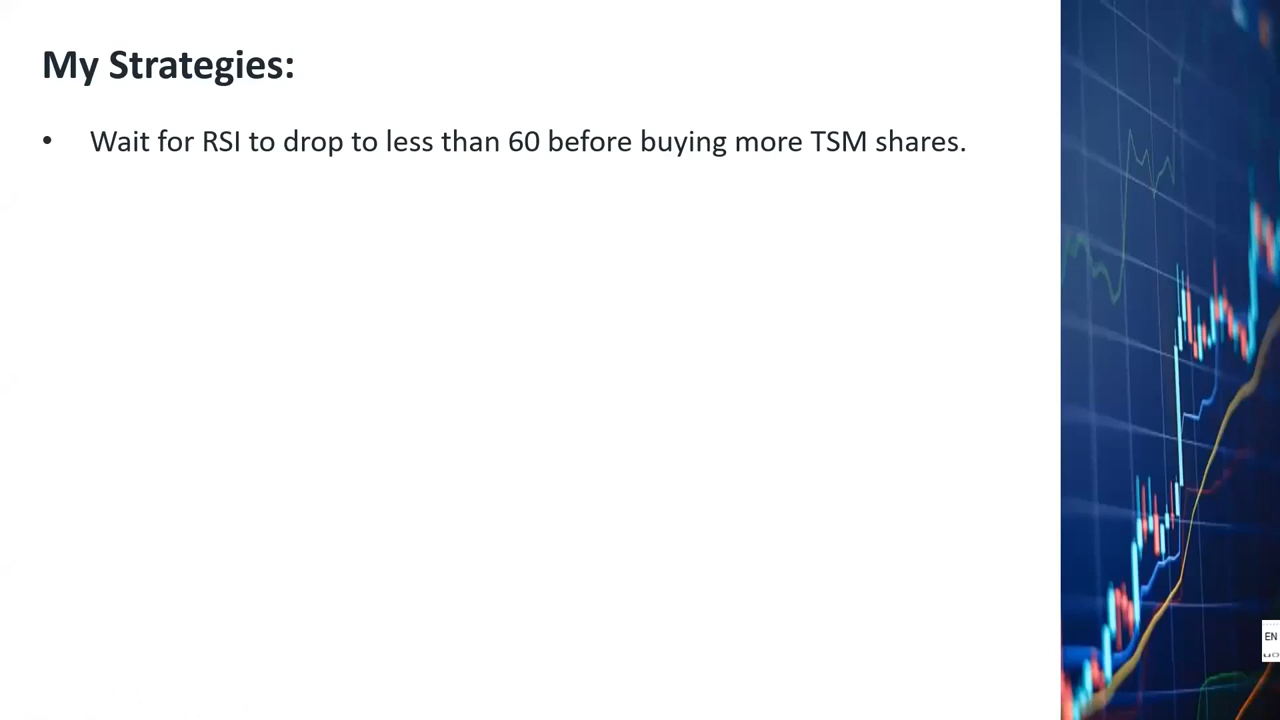 My Strategies:
• Wait for RSI to drop to less than 60 before buying more TSM shares.
EN